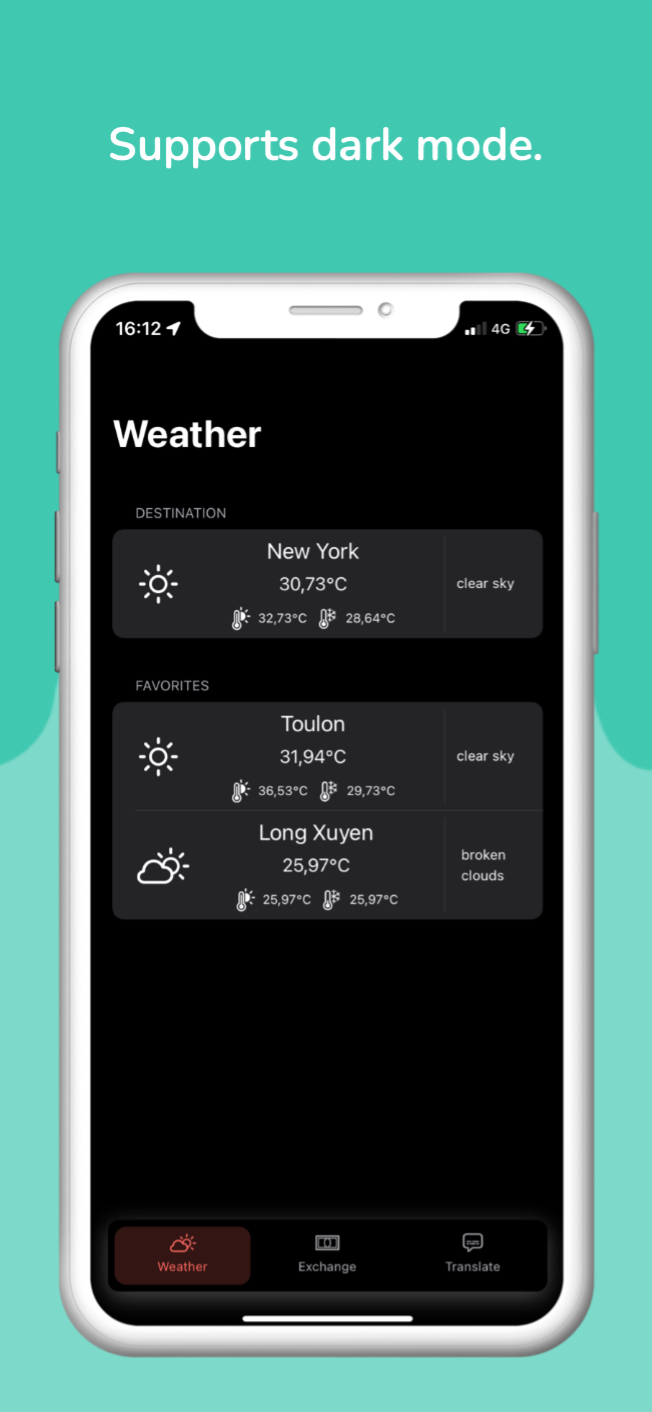 Supports dark mode.
16:12
4G
Weather
DESTINATION
New York
30,73°C
clear sky
32,73°C 28,64°C
FAVORITES
Toulon
31,94°C
clear sky
36,53°C 29,73°C
Long Xuyen
25,97°C
broken
clouds
25,97°C 25,97°C
Weather Exchange Translate